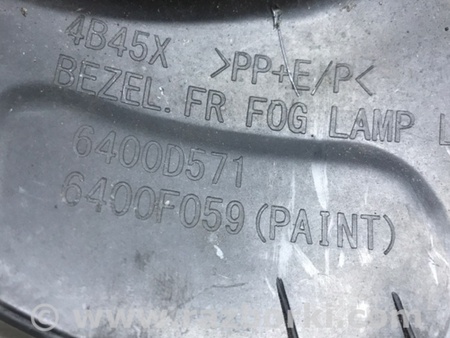 4B45X >PP+E/P<
BEZEL.FR FOG LAMP L
6400D571
6400F059(PAINT)